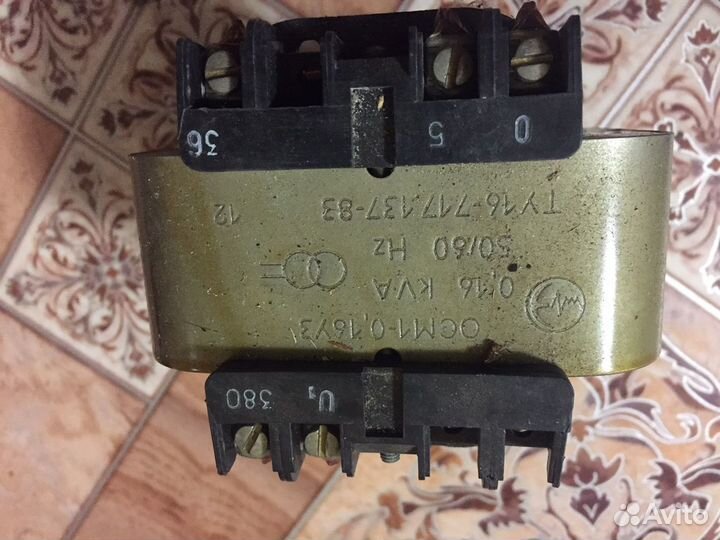 380 U₁
ОСМ1-0,16У3
0,16 kVA
50/60 Hz
ТУ16-717.137-83 12
0 5 36
Avito